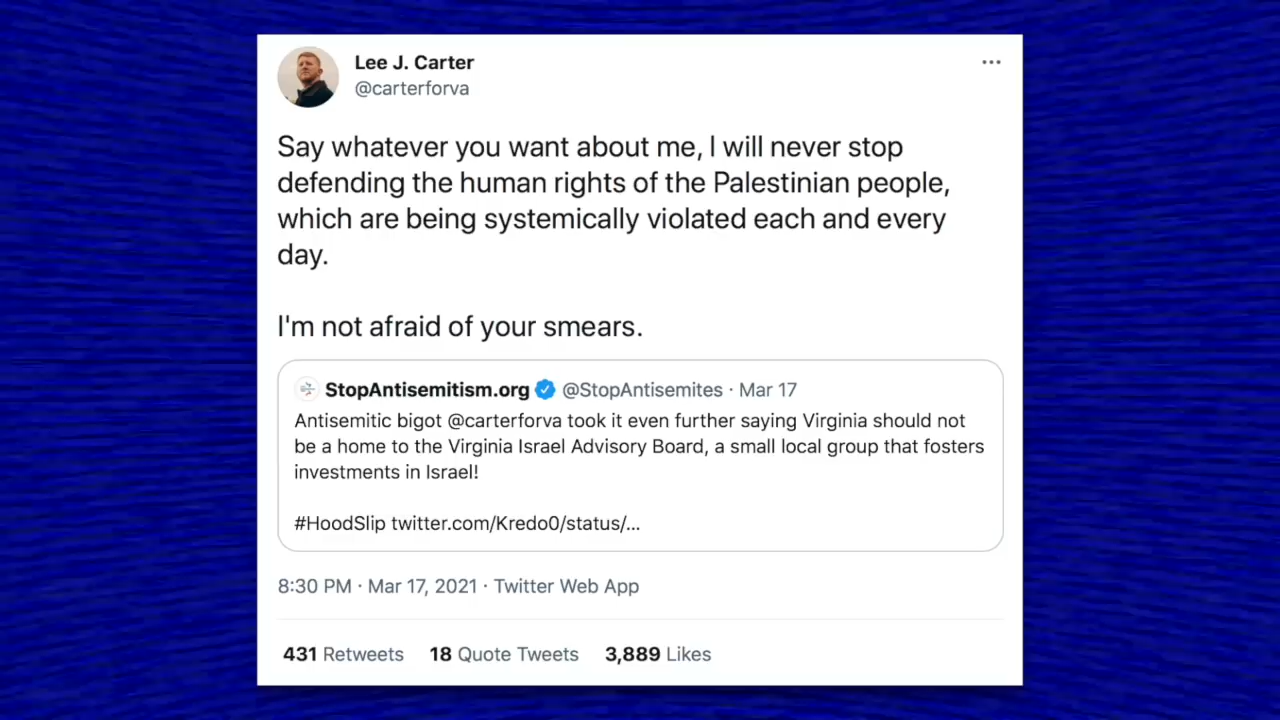 Lee J. Carter
@carterforva
Say whatever you want about me, I will never stop
defending the human rights of the Palestinian people,
which are being systemically violated each and every
day.
I'm not afraid of your smears.
StopAntisemitism.org @StopAntisemites · Mar 17
Antisemitic bigot @carterforva took it even further saying Virginia should not
be a home to the Virginia Israel Advisory Board, a small local group that fosters
investments in Israel!
#HoodSlip twitter.com/Kredo0/status/...
8:30 PM · Mar 17, 2021 · Twitter Web App
431 Retweets 18 Quote Tweets 3,889 Likes